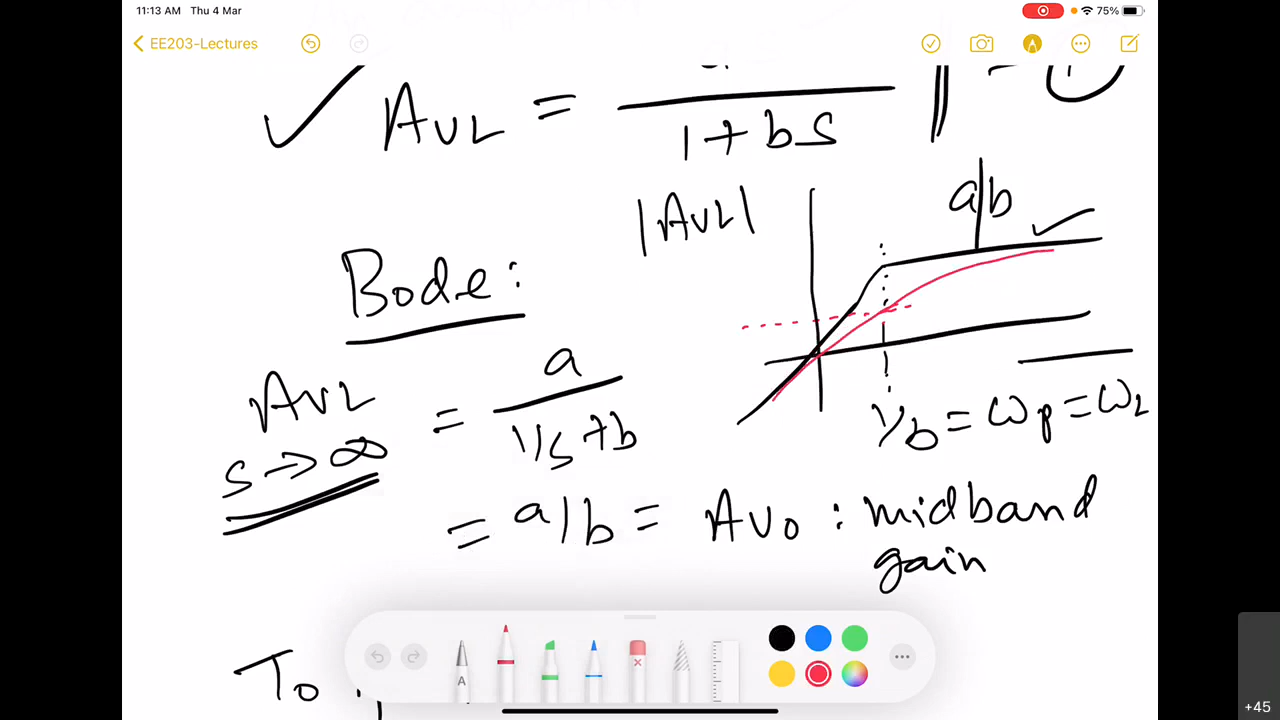 11:13 AM Thu 4 Mar
75%
EE203-Lectures
AVL = 
1 + bs
|AVL|
a/b
Bode:
AVL s→∞ = a / 1/s + b
1/b = ωp = ωL
= a/b = AVo : midband gain
To
A
+45